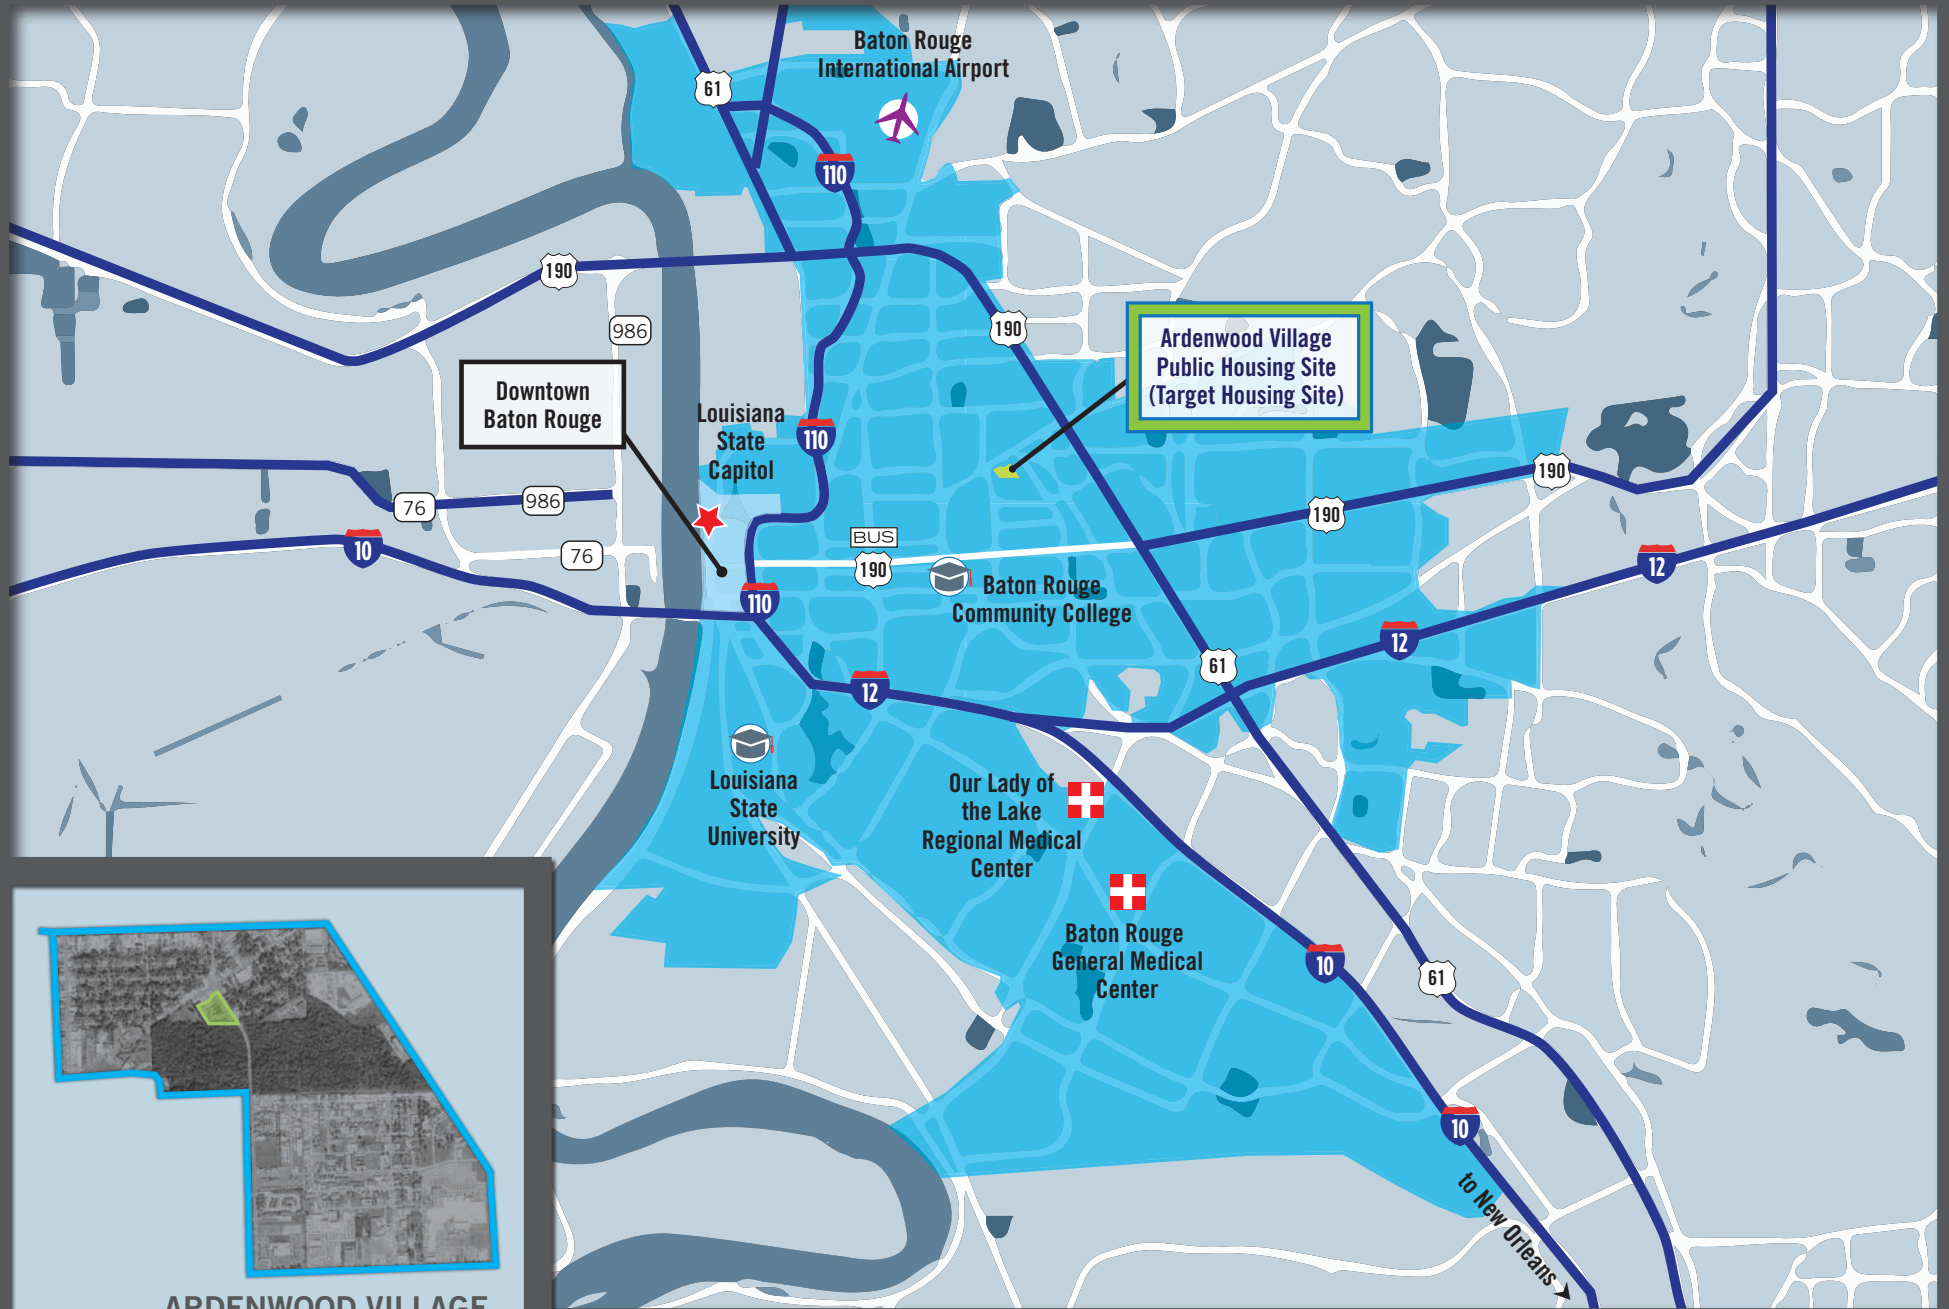 Baton Rouge
International Airport
61
110
190
986
190
Ardenwood Village
Public Housing Site
(Target Housing Site)
Downtown
Baton Rouge
Louisiana
State
Capitol
110
190
190
76
986
BUS
190
10
76
12
Baton Rouge
Community College
110
12
61
12
Louisiana
State
University
Our Lady of
the Lake
Regional Medical
Center
Baton Rouge
General Medical
Center
10
61
10
to New Orleans
ARDENWOOD VILLAGE